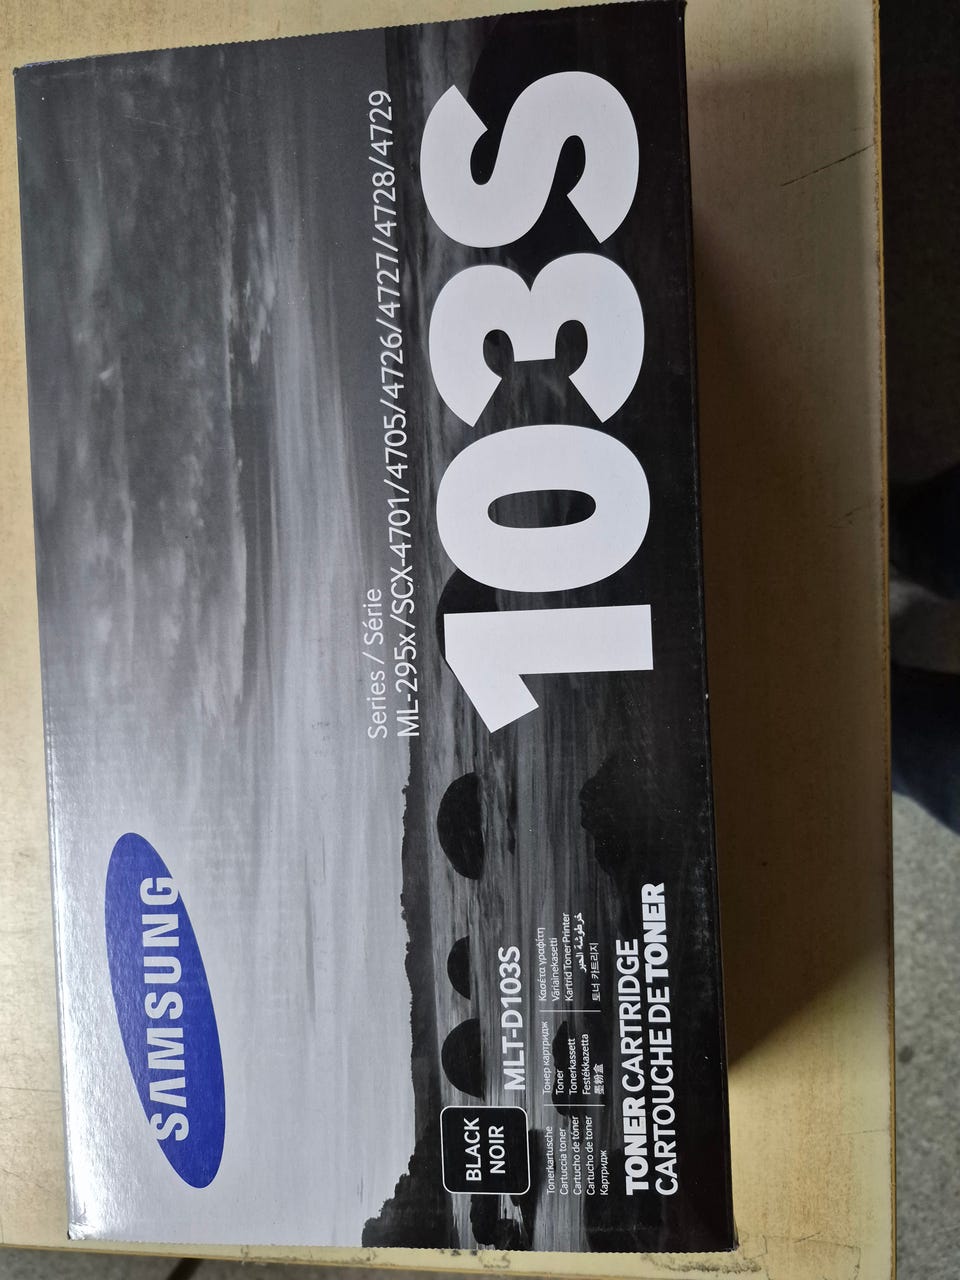 SAMSUNG
Series / Série
ML-295x/SCX-4701/4705/4726/4727/4728/4729
103S
BLACK
NOIR
MLT-D103S
Tonerkartusche
Cartuccia toner
Cartucho de tóner
Cartucho de toner
Картридж
Тонер картридж
Toner
Tonerkassett
Festékkazetta
墨粉盒
Κασέτα γραφίτη
Väriainekasetti
Kartrid Toner Printer
خرطوشة الحبر
토너 카트리지
TONER CARTRIDGE
CARTOUCHE DE TONER